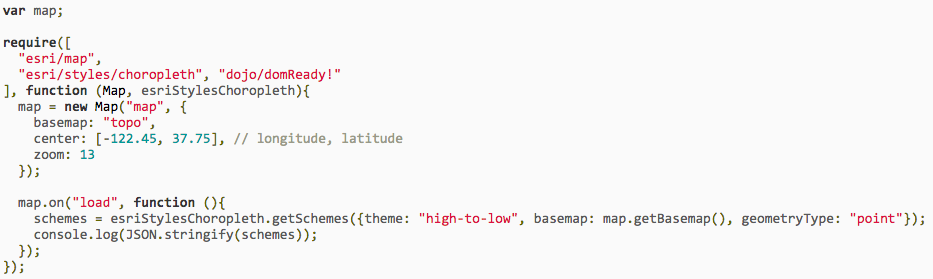 var map;

require([
  "esri/map",
  "esri/styles/choropleth", "dojo/domReady!"
], function (Map, esriStylesChoropleth){
  map = new Map("map", {
    basemap: "topo",
    center: [-122.45, 37.75], // longitude, latitude
    zoom: 13
  });

  map.on("load", function (){
    schemes = esriStylesChoropleth.getSchemes({theme: "high-to-low", basemap: map.getBasemap(), geometryType: "point"});
    console.log(JSON.stringify(schemes));
  });
});